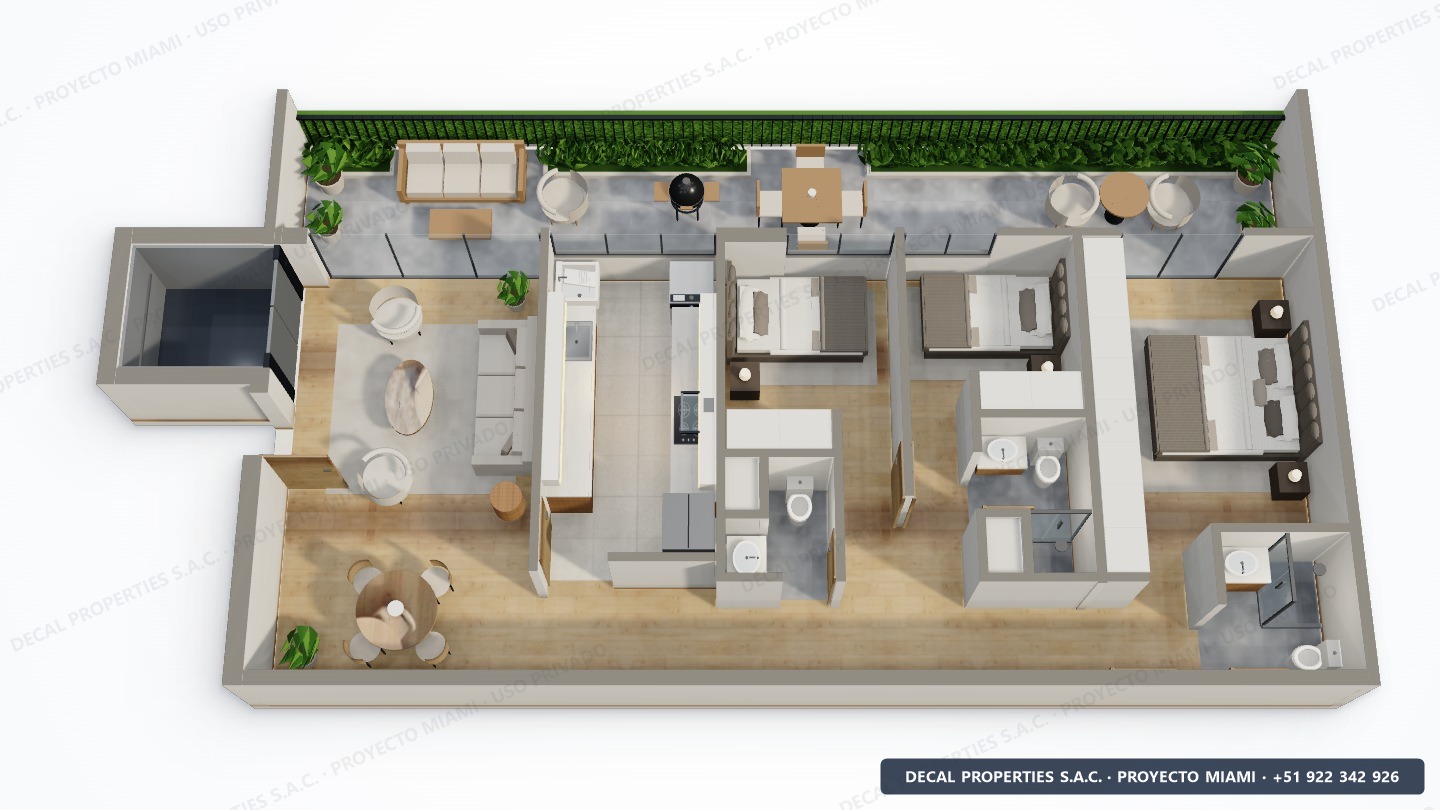 DECAL PROPERTIES S.A.C. · PROYECTO MIAMI · USO PRIVADO
DECAL PROPERTIES S.A.C. · PROYECTO MIAMI · +51 922 342 926